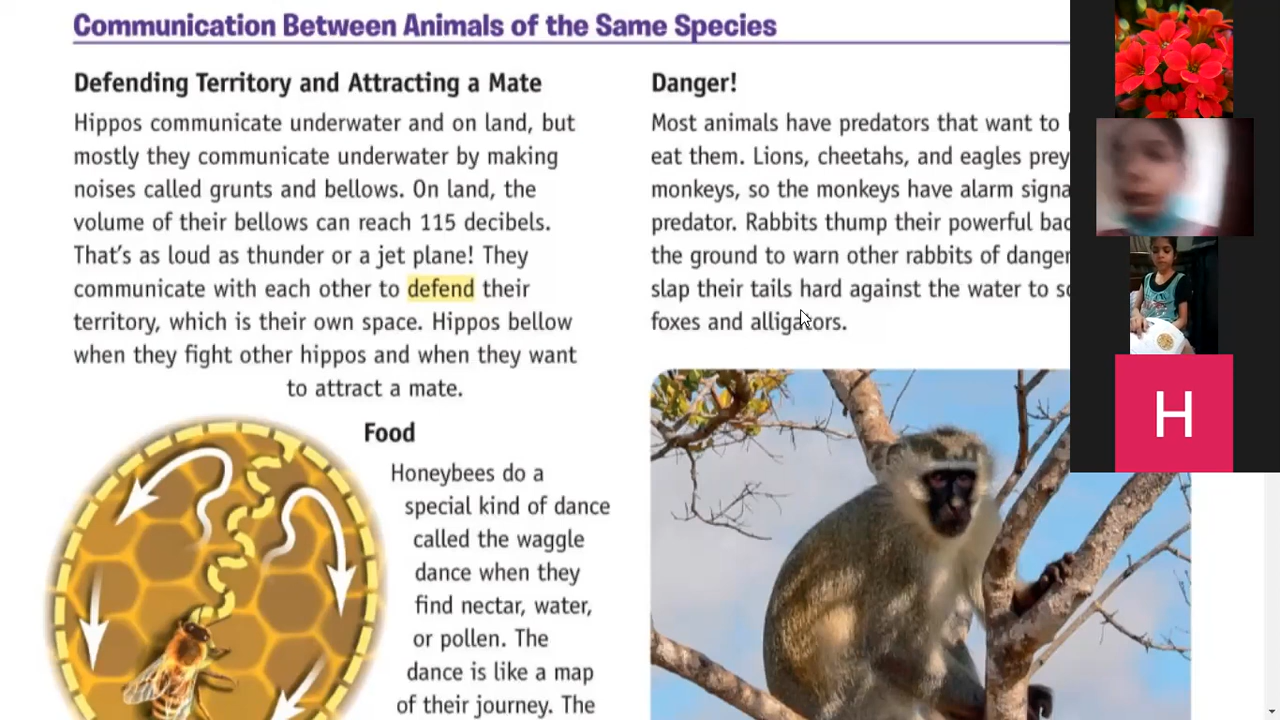 Communication Between Animals of the Same Species
Defending Territory and Attracting a Mate
Hippos communicate underwater and on land, but
mostly they communicate underwater by making
noises called grunts and bellows. On land, the
volume of their bellows can reach 115 decibels.
That's as loud as thunder or a jet plane! They
communicate with each other to defend their
territory, which is their own space. Hippos bellow
when they fight other hippos and when they want
to attract a mate.
Food
Honeybees do a
special kind of dance
called the waggle
dance when they
find nectar, water,
or pollen. The
dance is like a map
of their journey. The
Danger!
Most animals have predators that want to
eat them. Lions, cheetahs, and eagles prey
monkeys, so the monkeys have alarm
predator. Rabbits thump their powerful
the ground to warn other rabbits of
slap their tails hard against the water to
foxes and alligators.
H